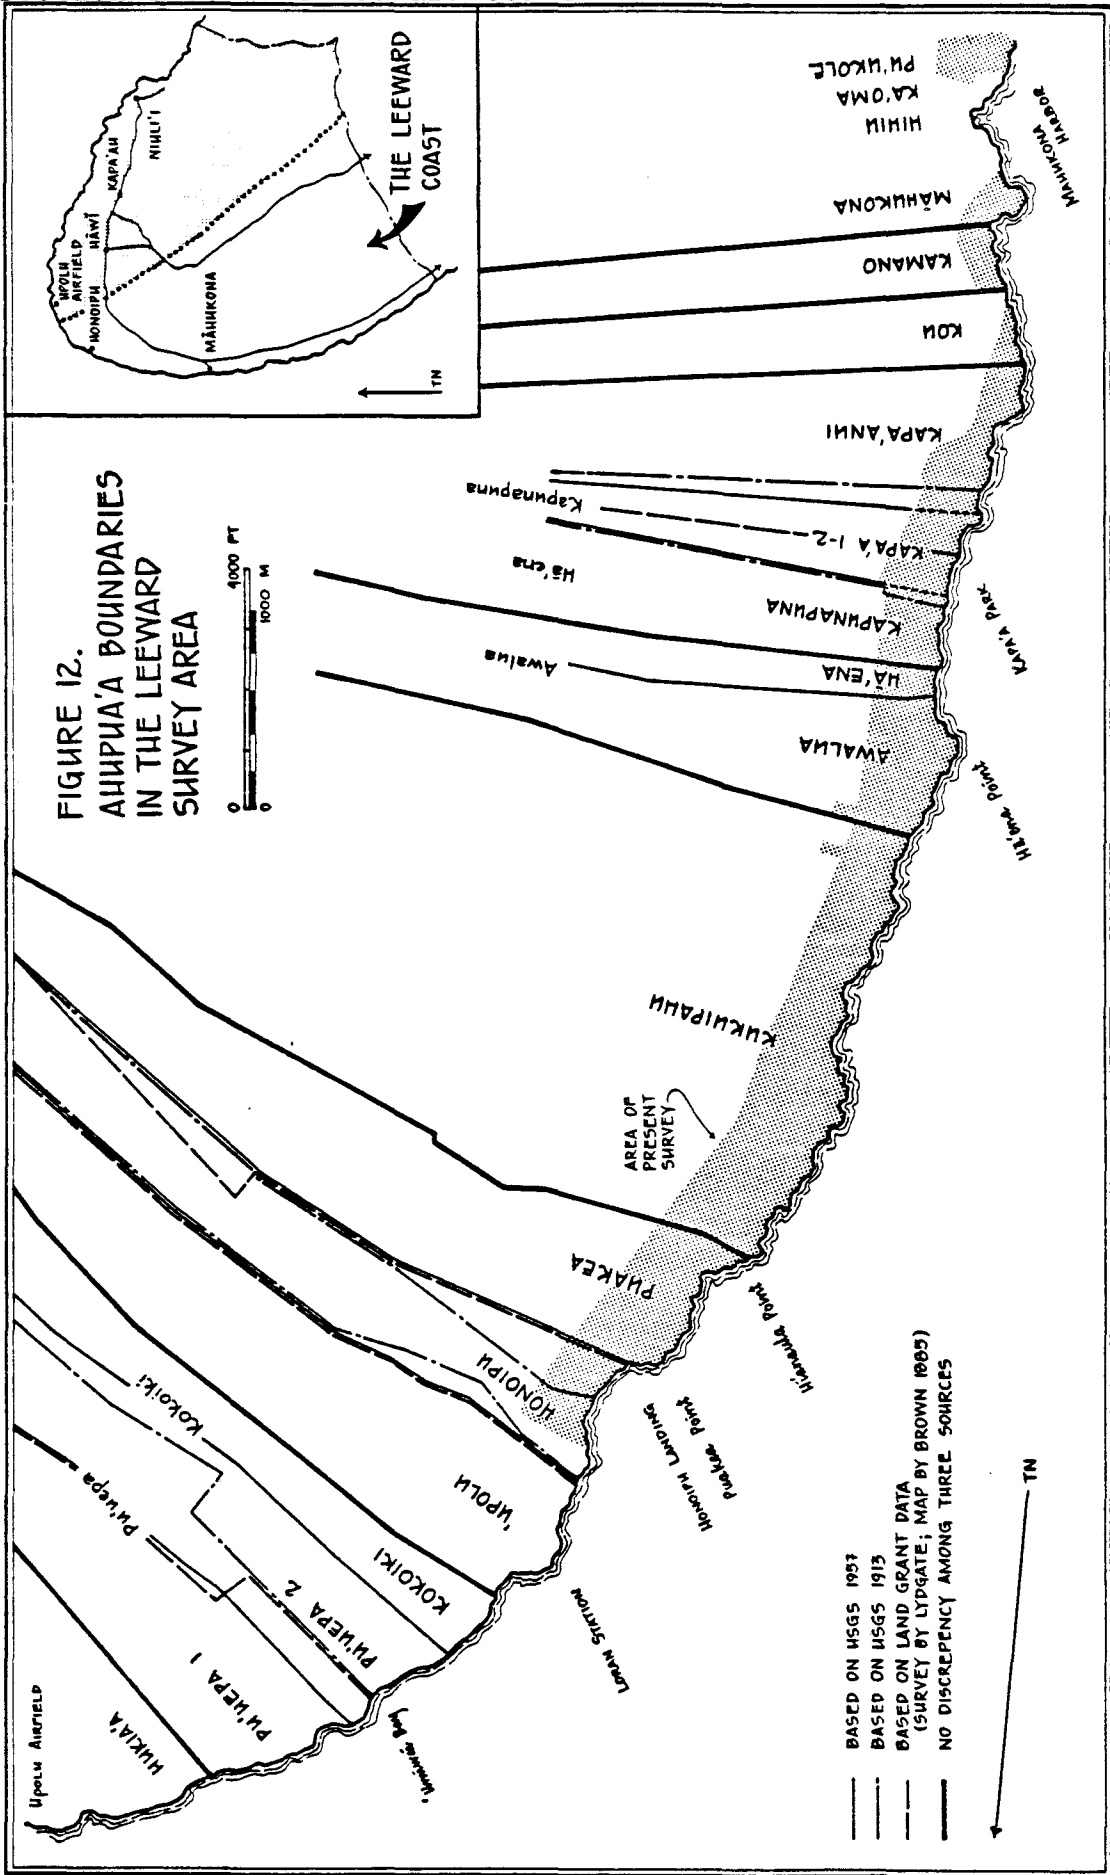 FIGURE 12.
AHUPUA'A BOUNDARIES
IN THE LEEWARD
SURVEY AREA
0 4000 FT
0 1000 M
UPOLU
AIRFIELD
HONOIPU
HĀWĪ
KAPA'AU
NIULI'I
MĀHUKONA
THE LEEWARD
COAST
TN
Upolu Airfield
HUKIA'A
PU'UEPA 1
Pu'uepa
PU'UEPA 2
Kokoiki
KOKOIKI
'UPOLU
HONOIPU
PUAKEA
AREA OF
PRESENT
SURVEY
KUKUIPAHU
AWALUA
Awalua
HĀ'ENA
Hā'ena
KAPUNAPUNA
Kapunapuna
KAPA'A 1-2
KAPA'ANUI
KOU
KAMANO
MĀHUKONA
HIHIU
KA'OMA
PU'UKOLE
Bay
LORAN STATION
HONOIPU LANDING
Puakea Point
Hianaula Point
Hā'ena Point
KAPA'A PARK
MAHUKONA
HARBOR
BASED ON USGS 1957
BASED ON USGS 1913
BASED ON LAND GRANT DATA
(SURVEY BY LYDGATE; MAP BY BROWN 1885)
NO DISCREPENCY AMONG THREE SOURCES
TN